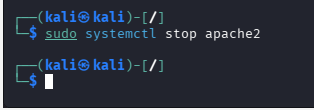 ┌──(kali㉿kali)-[/]
└─$ sudo systemctl stop apache2
┌──(kali㉿kali)-[/]
└─$